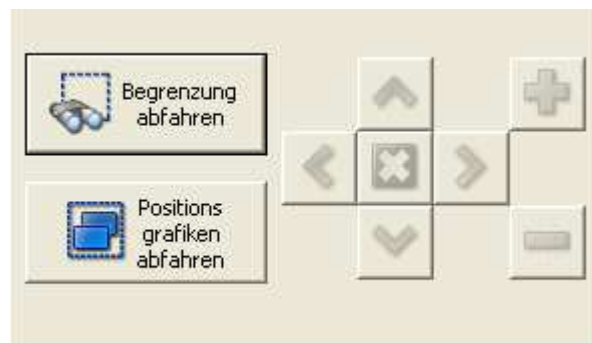 Begrenzung
abfahren
Positions
grafiken
abfahren